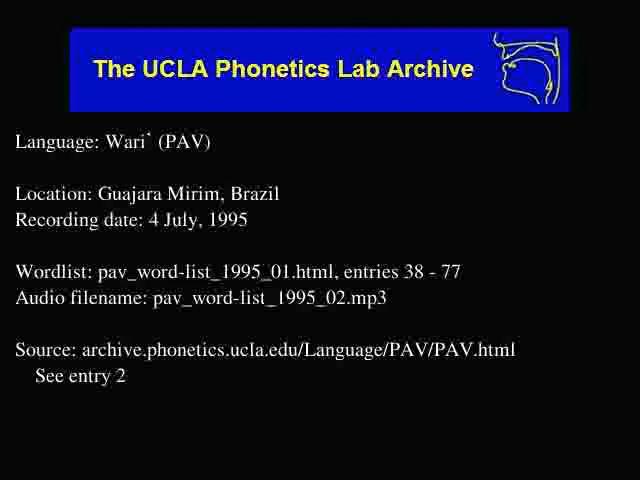 The UCLA Phonetics Lab Archive
Language: Wari` (PAV)
Location: Guajara Mirim, Brazil
Recording date: 4 July, 1995
Wordlist: pav_word-list_1995_01.html, entries 38 - 77
Audio filename: pav_word-list_1995_02.mp3
Source: archive.phonetics.ucla.edu/Language/PAV/PAV.html
See entry 2